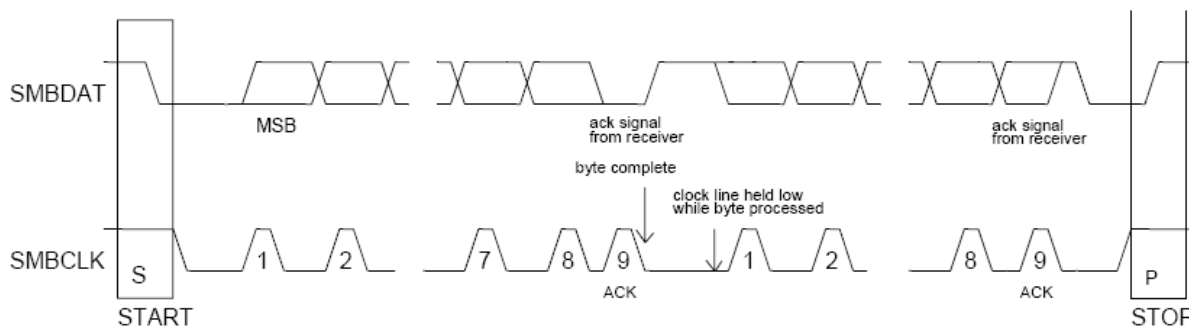 SMBDAT
MSB
ack signal
from receiver
ack signal
from receiver
byte complete
clock line held low
while byte processed
SMBCLK
S
1
2
7
8
9
1
2
8
9
P
ACK
ACK
START
STOP